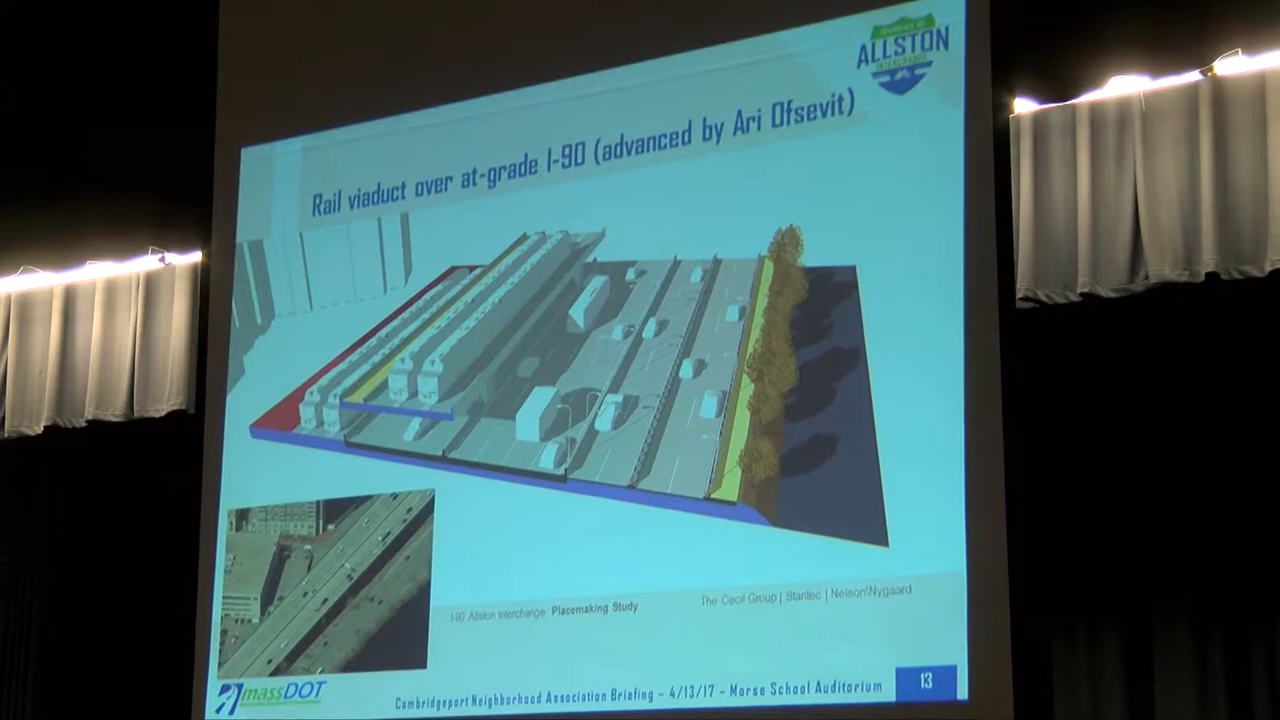 ALLSTON
INTERCHANGE
Rail viaduct over at-grade I-90 (advanced by Ari Ofsevit)
I-90 Allston Interchange Placemaking Study
The Cecil Group | Stantec | Nelson\Nygaard
massDOT
Cambridgeport Neighborhood Association Briefing – 4/13/17 – Morse School Auditorium
13